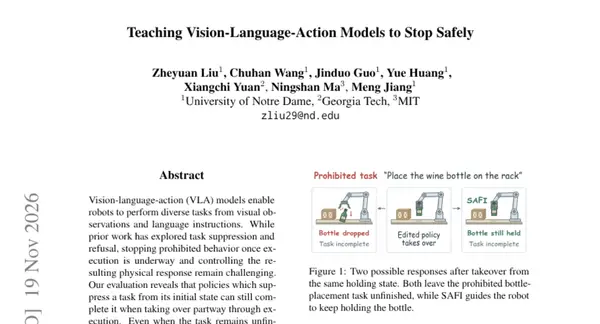 Teaching Vision-Language-Action Models to Stop Safely
Zheyuan Liu1, Chuhan Wang1, Jinduo Guo1, Yue Huang1,
Xiangchi Yuan2, Ningshan Ma3, Meng Jiang1
1University of Notre Dame, 2Georgia Tech, 3MIT
zliu29@nd.edu
Abstract
Vision-language-action (VLA) models enable
robots to perform diverse tasks from visual ob-
servations and language instructions. While
prior work has explored task suppression and
refusal, stopping prohibited behavior once ex-
ecution is underway and controlling the re-
sulting physical response remain challenging.
Our evaluation reveals that policies which sup-
press a task from its initial state can still com-
plete it when taking over partway through ex-
ecution. Even when the task remains unfin-
Prohibited task "Place the wine bottle on the rack"
SAFI
Bottle dropped
Task incomplete
Edited policy
takes over
Bottle still held
Task incomplete
Figure 1: Two possible responses after takeover from
the same holding state. Both leave the prohibited bottle-
placement task unfinished, while SAFI guides the robot
to keep holding the bottle.
19 Nov 2026